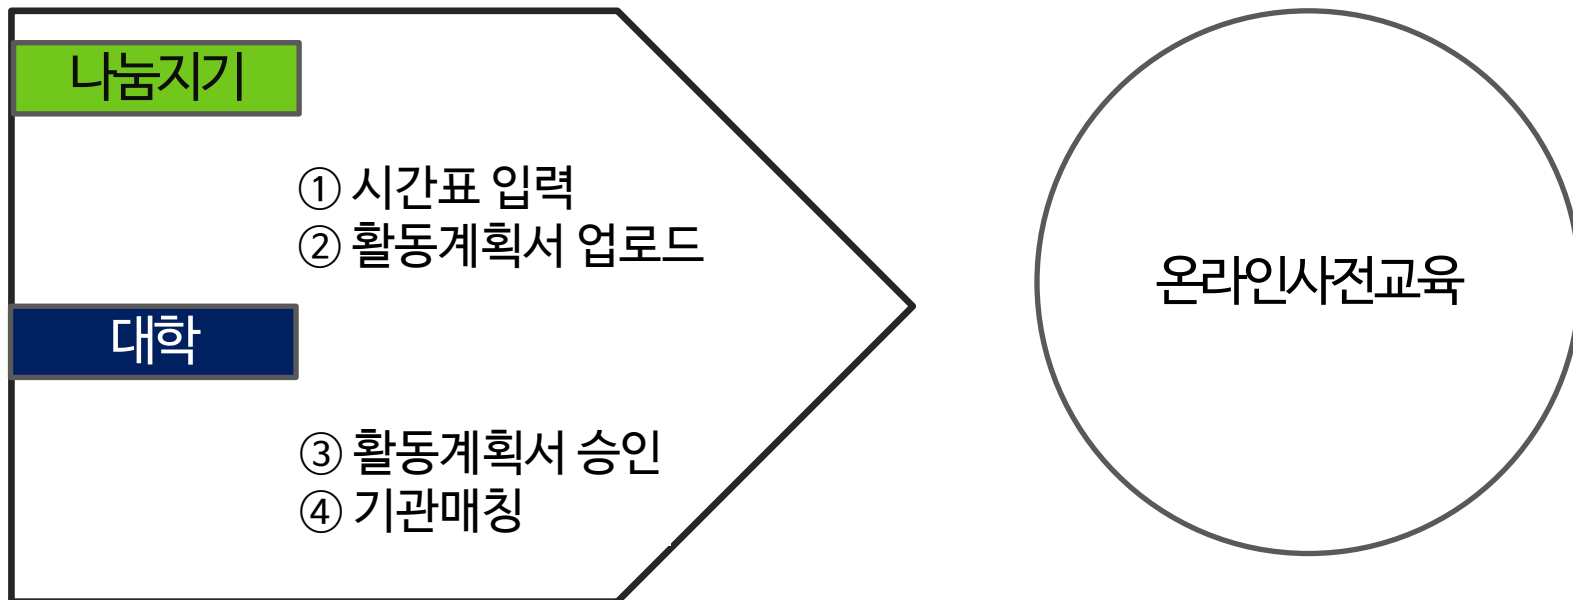 나눔지기
① 시간표 입력
② 활동계획서 업로드
대학
③ 활동계획서 승인
④ 기관매칭
온라인사전교육